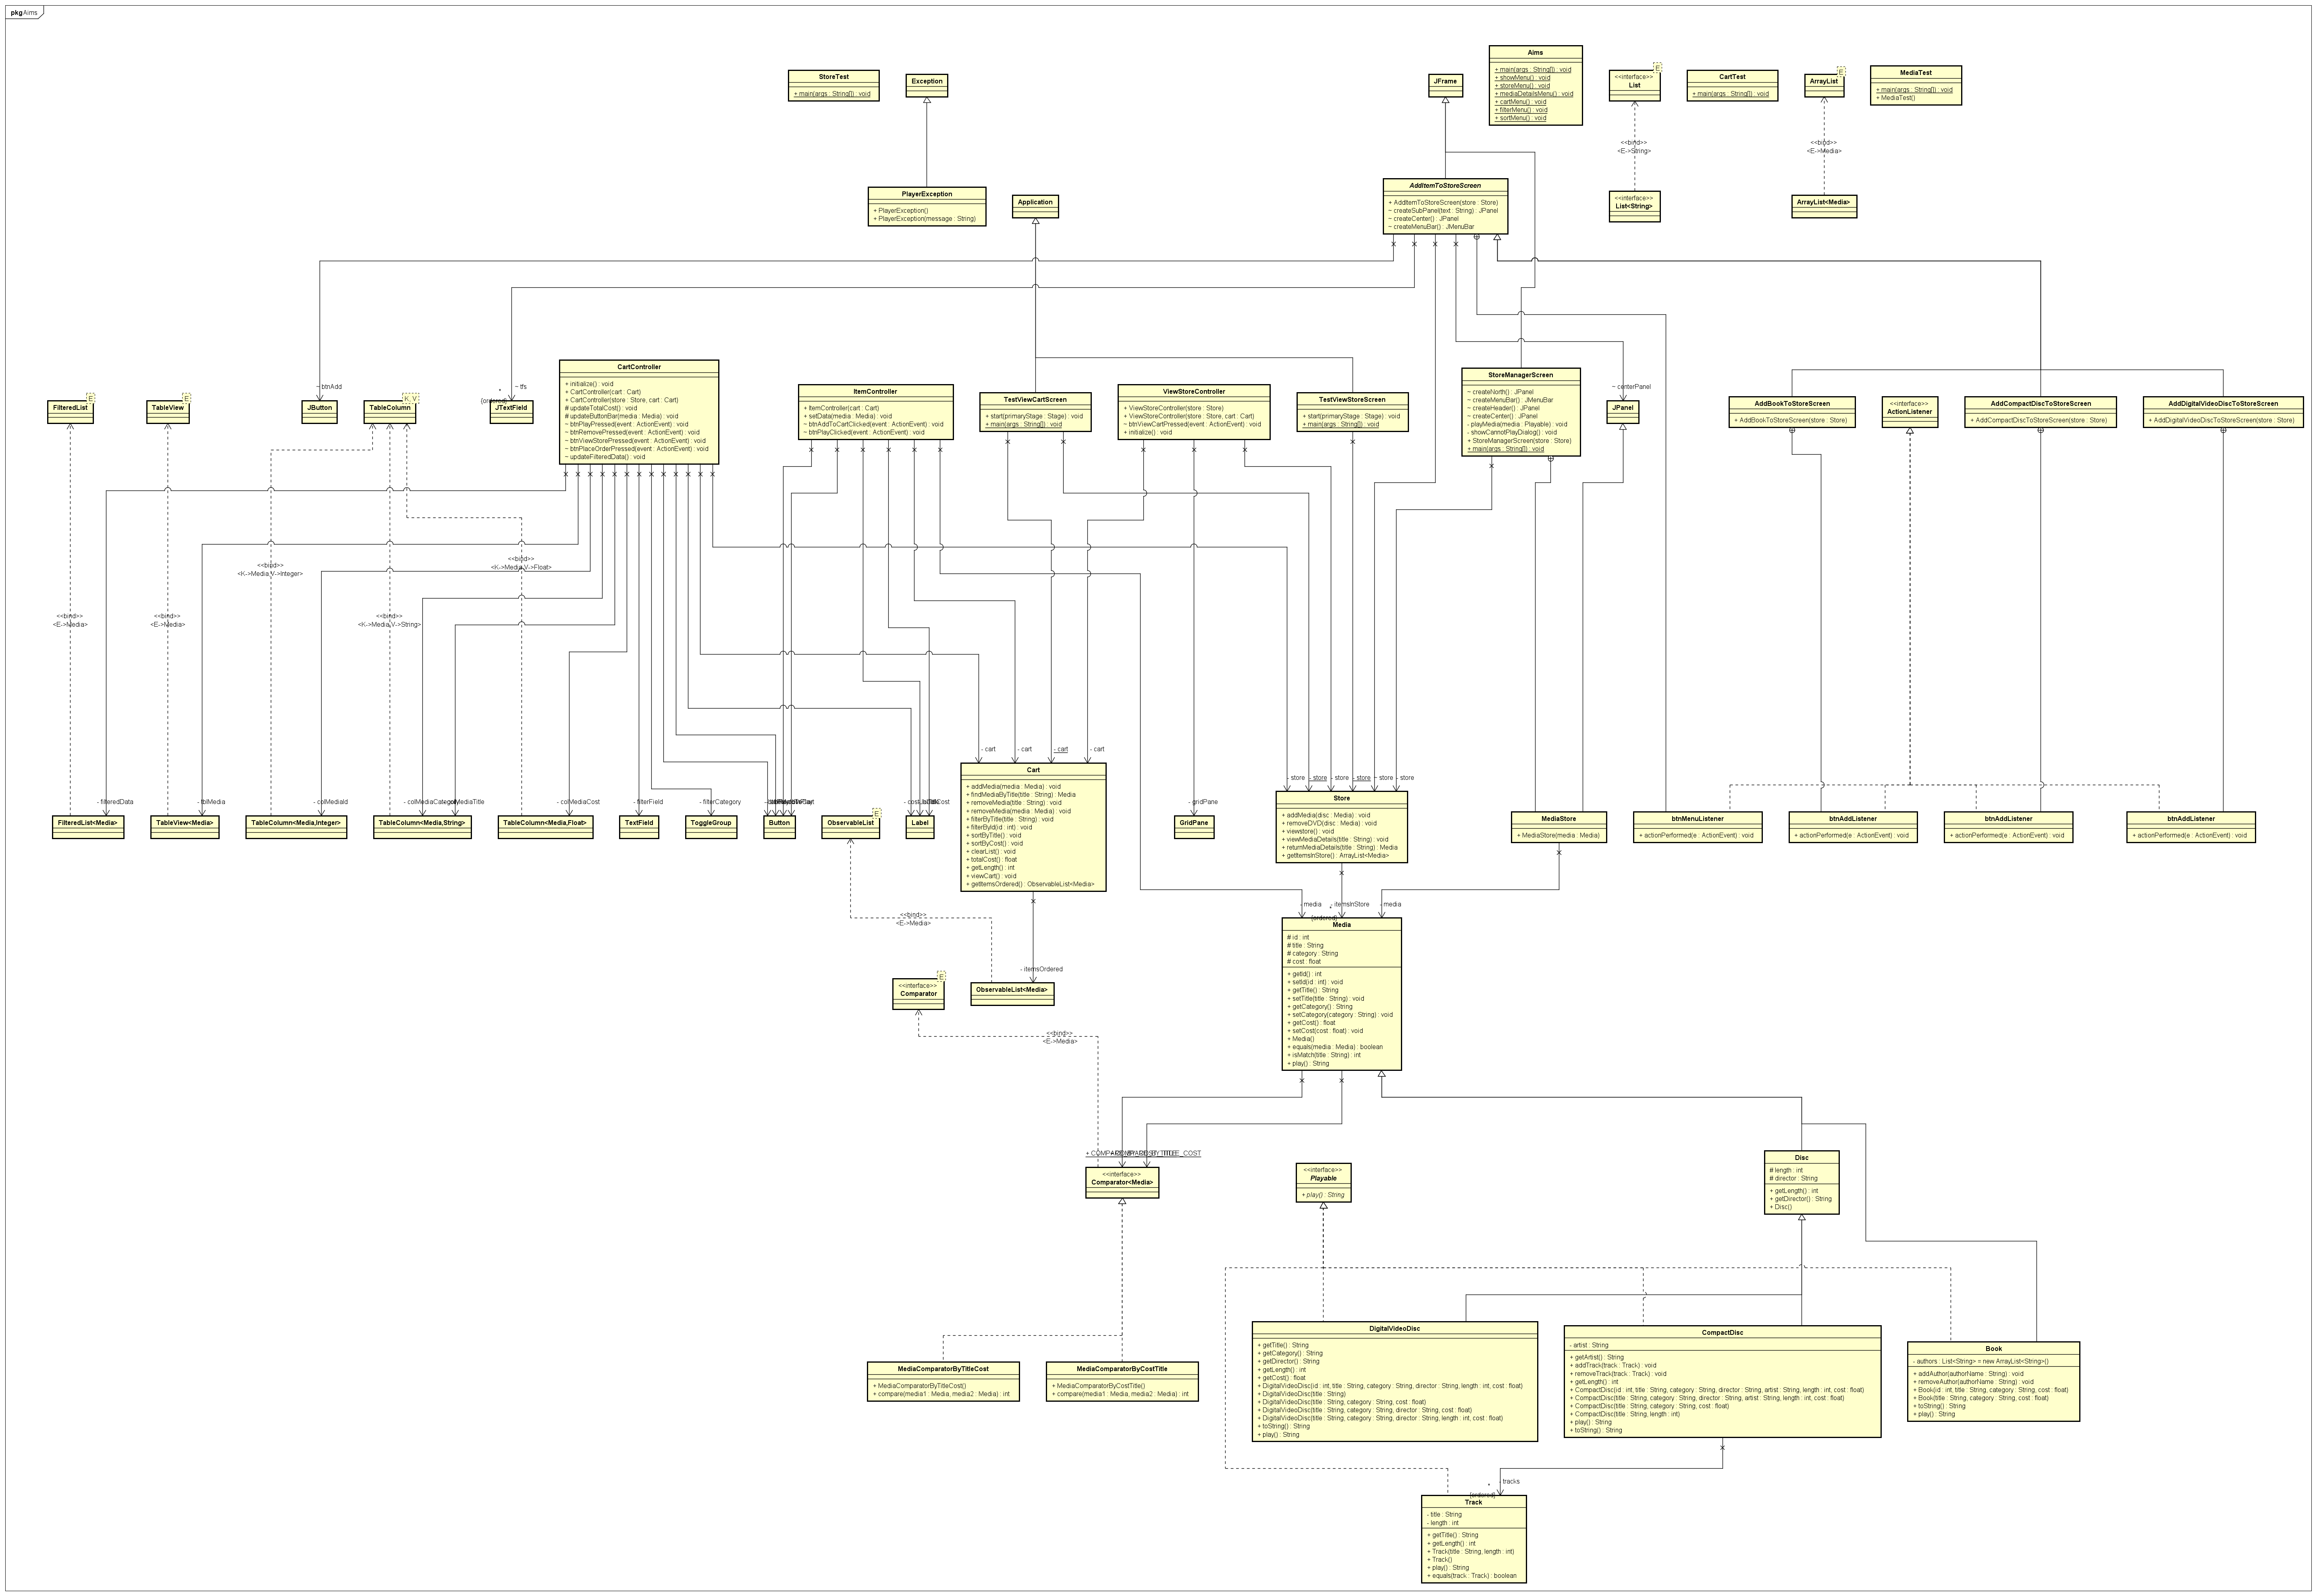 pkg Aims
StoreTest
+ main(args : String[]) : void
Exception
JFrame
Aims
+ main(args : String[]) : void
+ showMenu() : void
+ storeMenu() : void
+ mediaDetailsMenu() : void
+ cartMenu() : void
+ filterMenu() : void
+ sortMenu() : void
E
<<interface>>
List
CartTest
+ main(args : String[]) : void
E
ArrayList
MediaTest
+ main(args : String[]) : void
+ MediaTest()
<<bind>>
<E->String>
<<bind>>
<E->Media>
PlayerException
+ PlayerException()
+ PlayerException(message : String)
Application
AddItemToStoreScreen
+ AddItemToStoreScreen(store : Store)
~ createSubPanel(text : String) : JPanel
~ createCenter() : JPanel
~ createMenuBar() : JMenuBar
<<interface>>
List<String>
ArrayList<Media>
E
FilteredList
E
TableView
~ btnAdd
JButton
K, V
TableColumn
*
~ tfs
{ordered}
JTextField
CartController
+ initialize() : void
+ CartController(cart : Cart)
+ CartController(store : Store, cart : Cart)
# updateTotalCost() : void
# updateButtonBar(media : Media) : void
~ btnPlayPressed(event : ActionEvent) : void
~ btnRemovePressed(event : ActionEvent) : void
~ btnViewStorePressed(event : ActionEvent) : void
~ btnPlaceOrderPressed(event : ActionEvent) : void
~ updateFilteredData() : void
ItemController
+ ItemController(cart : Cart)
+ setData(media : Media) : void
~ btnAddToCartClicked(event : ActionEvent) : void
~ btnPlayClicked(event : ActionEvent) : void
TestViewCartScreen
+ start(primaryStage : Stage) : void
+ main(args : String[]) : void
ViewStoreController
+ ViewStoreController(store : Store)
+ ViewStoreController(store : Store, cart : Cart)
~ btnViewCartPressed(event : ActionEvent) : void
+ initialize() : void
TestViewStoreScreen
+ start(primaryStage : Stage) : void
+ main(args : String[]) : void
StoreManagerScreen
~ createNorth() : JPanel
~ createMenuBar() : JMenuBar
~ createHeader() : JPanel
~ createCenter() : JPanel
- playMedia(media : Playable) : void
- showCannotPlayDialog() : void
+ StoreManagerScreen(store : Store)
+ main(args : String[]) : void
~ centerPanel
JPanel
AddBookToStoreScreen
+ AddBookToStoreScreen(store : Store)
<<interface>>
ActionListener
AddCompactDiscToStoreScreen
+ AddCompactDiscToStoreScreen(store : Store)
AddDigitalVideoDiscToStoreScreen
+ AddDigitalVideoDiscToStoreScreen(store : Store)
<<bind>>
<K->Media,V->Integer>
<<bind>>
<K->Media,V->Float>
<<bind>>
<E->Media>
<<bind>>
<E->Media>
<<bind>>
<K->Media,V->String>
- cart
- cart
- cart
- cart
- store
- store
- store
- store
~ store
- store
- filteredData
FilteredList<Media>
- tblMedia
TableView<Media>
- colMediaId
TableColumn<Media,Integer>
- colMediaCategory
TableColumn<Media,String>
- colMediaCost
TableColumn<Media,Float>
- filterField
TextField
- filterCategory
ToggleGroup
Button
E
ObservableList
Label
Cart
+ addMedia(media : Media) : void
+ findMediaByTitle(title : String) : Media
+ removeMedia(title : String) : void
+ removeMedia(media : Media) : void
+ filterByTitle(title : String) : void
+ filterById(id : int) : void
+ sortByTitle() : void
+ sortByCost() : void
+ clearList() : void
+ totalCost() : float
+ getLength() : int
+ viewCart() : void
+ getItemsOrdered() : ObservableList<Media>
- gridPane
GridPane
Store
+ addMedia(disc : Media) : void
+ removeDVD(disc : Media) : void
+ viewstore() : void
+ viewMediaDetails(title : String) : void
+ returnMediaDetails(title : String) : Media
+ getItemsInStore() : ArrayList<Media>
MediaStore
+ MediaStore(media : Media)
btnMenuListener
+ actionPerformed(e : ActionEvent) : void
btnAddListener
+ actionPerformed(e : ActionEvent) : void
btnAddListener
+ actionPerformed(e : ActionEvent) : void
btnAddListener
+ actionPerformed(e : ActionEvent) : void
<<bind>>
<E->Media>
- media
*
- itemsInStore
- media
{ordered}
Media
# id : int
# title : String
# category : String
# cost : float
+ getId() : int
+ setId(id : int) : void
+ getTitle() : String
+ setTitle(title : String) : void
+ getCategory() : String
+ setCategory(category : String) : void
+ getCost() : float
+ setCost(cost : float) : void
+ Media()
+ equals(media : Media) : boolean
+ isMatch(title : String) : int
+ play() : String
- itemsOrdered
ObservableList<Media>
E
<<interface>>
Comparator
<<bind>>
<E->Media>
<<interface>>
Comparator<Media>
<<interface>>
Playable
+ play() : String
Disc
# length : int
# director : String
+ getLength() : int
+ getDirector() : String
+ Disc()
MediaComparatorByTitleCost
+ MediaComparatorByTitleCost()
+ compare(media1 : Media, media2 : Media) : int
MediaComparatorByCostTitle
+ MediaComparatorByCostTitle()
+ compare(media1 : Media, media2 : Media) : int
DigitalVideoDisc
+ getTitle() : String
+ getCategory() : String
+ getDirector() : String
+ getLength() : int
+ getCost() : float
+ DigitalVideoDisc(id : int, title : String, category : String, director : String, length : int, cost : float)
+ DigitalVideoDisc(title : String)
+ DigitalVideoDisc(title : String, category : String, cost : float)
+ DigitalVideoDisc(title : String, category : String, director : String, cost : float)
+ DigitalVideoDisc(title : String, category : String, director : String, length : int, cost : float)
+ toString() : String
+ play() : String
CompactDisc
- artist : String
+ getArtist() : String
+ addTrack(track : Track) : void
+ removeTrack(track : Track) : void
+ getLength() : int
+ CompactDisc(id : int, title : String, category : String, director : String, artist : String, length : int, cost : float)
+ CompactDisc(title : String, category : String, director : String, artist : String, length : int, cost : float)
+ CompactDisc(title : String, category : String, cost : float)
+ CompactDisc(title : String, length : int)
+ play() : String
+ toString() : String
Book
- authors : List<String> = new ArrayList<String>()
+ addAuthor(authorName : String) : void
+ removeAuthor(authorName : String) : void
+ Book(id : int, title : String, category : String, cost : float)
+ Book(title : String, category : String, cost : float)
+ toString() : String
+ play() : String
*
- tracks
{ordered}
Track
- title : String
- length : int
+ getTitle() : String
+ getLength() : int
+ Track(title : String, length : int)
+ Track()
+ play() : String
+ equals(track : Track) : boolean